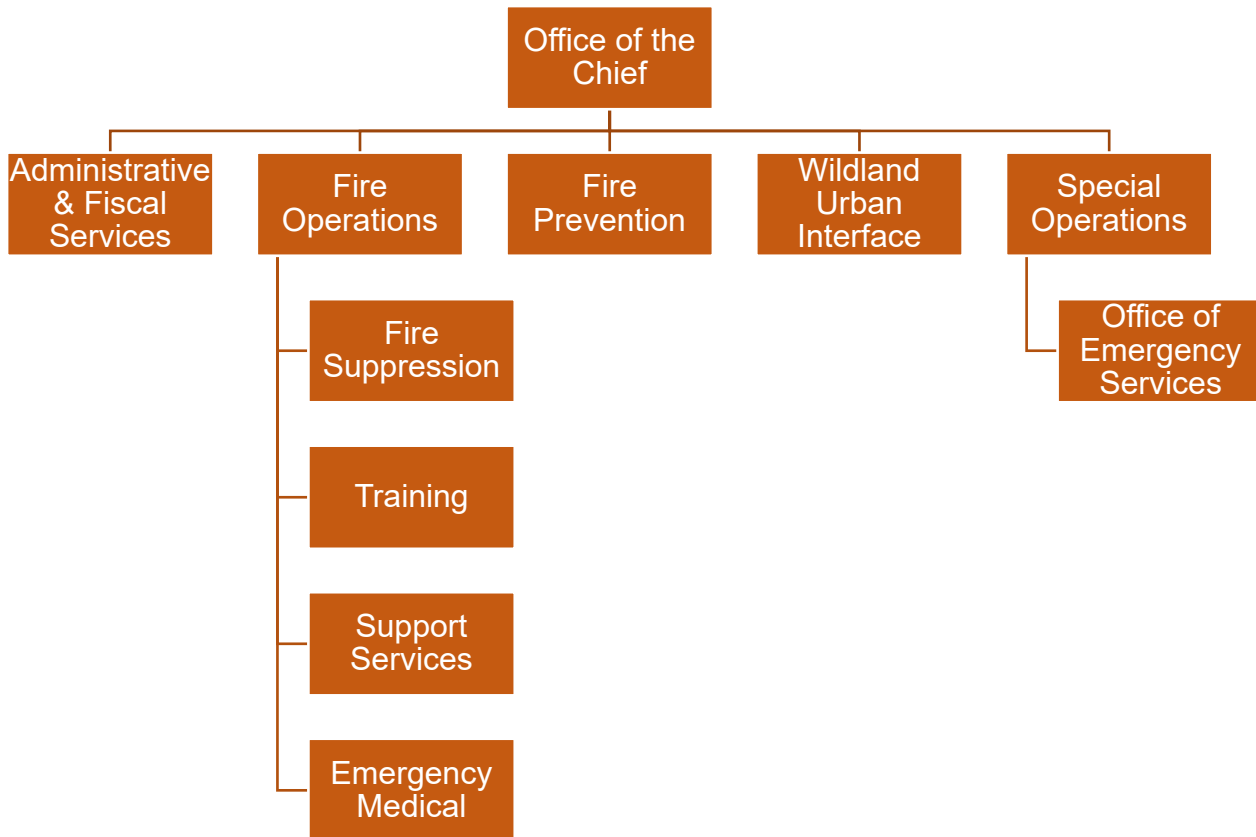 Office of the
Chief
Administrative
& Fiscal
Services
Fire
Operations
Fire
Prevention
Wildland
Urban
Interface
Special
Operations
Fire
Suppression
Office of
Emergency
Services
Training
Support
Services
Emergency
Medical